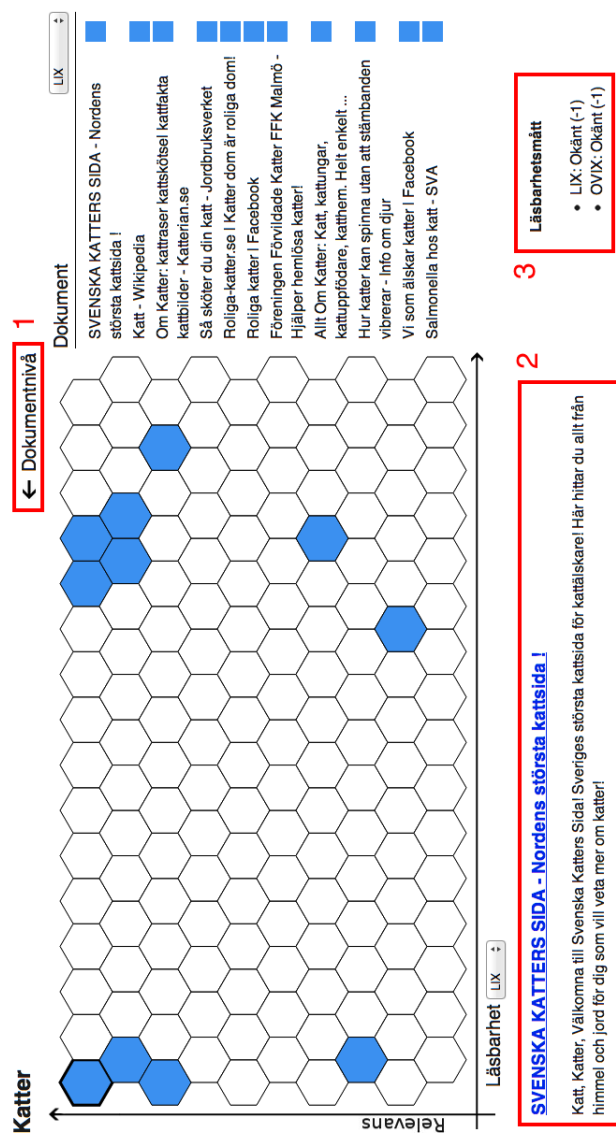 Katter
← Dokumentnivå
1
Dokument
LIX
SVENSKA KATTERS SIDA - Nordens
största kattsida !
Katt - Wikipedia
Om Katter: kattraser kattskötsel kattfakta
kattbilder - Katterian.se
Så sköter du din katt - Jordbruksverket
Roliga-katter.se | Katter dom är roliga dom!
Roliga katter | Facebook
Föreningen Förvildade Katter FFK Malmö -
Hjälper hemlösa katter!
Allt Om Katter: Katt, kattungar,
kattuppfödare, katthem. Helt enkelt ...
Hur katter kan spinna utan att stämbanden
vibrerar - Info om djur
Vi som älskar katter | Facebook
Salmonella hos katt - SVA
Relevans
Läsbarhet LIX
2
SVENSKA KATTERS SIDA - Nordens största kattsida !
Katt, Katter, Välkomna till Svenska Katters Sida! Sveriges största kattsida för kattälskare! Här hittar du allt från
himmel och jord för dig som vill veta mer om katter!
3
Läsbarhetsmått
• LIX: Okänt (-1)
• OVIX: Okänt (-1)